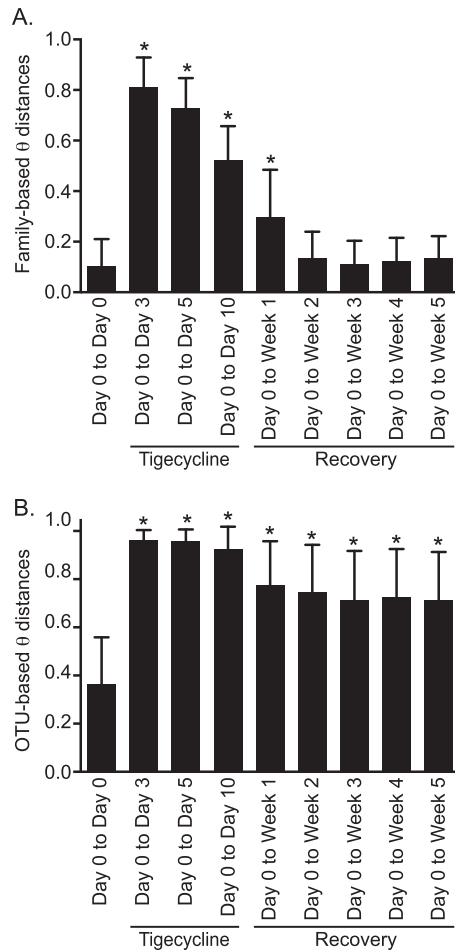 A.
Family-based θ distances
1.0
0.8
0.6
0.4
0.2
0.0
*
*
*
*
Day 0 to Day 0
Day 0 to Day 3
Day 0 to Day 5
Day 0 to Day 10
Day 0 to Week 1
Day 0 to Week 2
Day 0 to Week 3
Day 0 to Week 4
Day 0 to Week 5
Tigecycline
Recovery
B.
OTU-based θ distances
1.0
0.8
0.6
0.4
0.2
0.0
*
*
*
*
*
*
*
*
Day 0 to Day 0
Day 0 to Day 3
Day 0 to Day 5
Day 0 to Day 10
Day 0 to Week 1
Day 0 to Week 2
Day 0 to Week 3
Day 0 to Week 4
Day 0 to Week 5
Tigecycline
Recovery